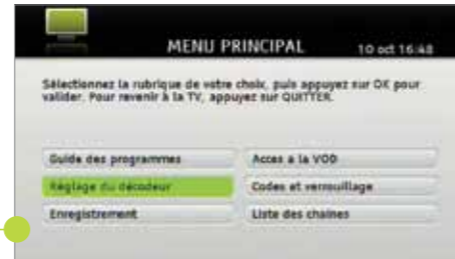 MENU PRINCIPAL
10 oct 16:48
Sélectionnez la rubrique de votre choix, puis appuyez sur OK pour
valider. Pour revenir à la TV, appuyez sur QUITTER.
Guide des programmes
Acces a la VOD
Réglage du décodeur
Codes et verrouillage
Enregistrement
Liste des chaînes